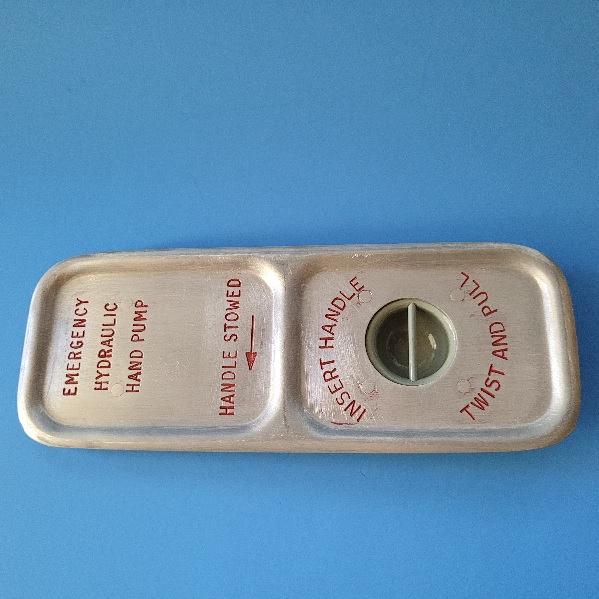 EMERGENCY
HYDRAULIC
HAND PUMP
HANDLE STOWED
INSERT HANDLE
TWIST AND PULL